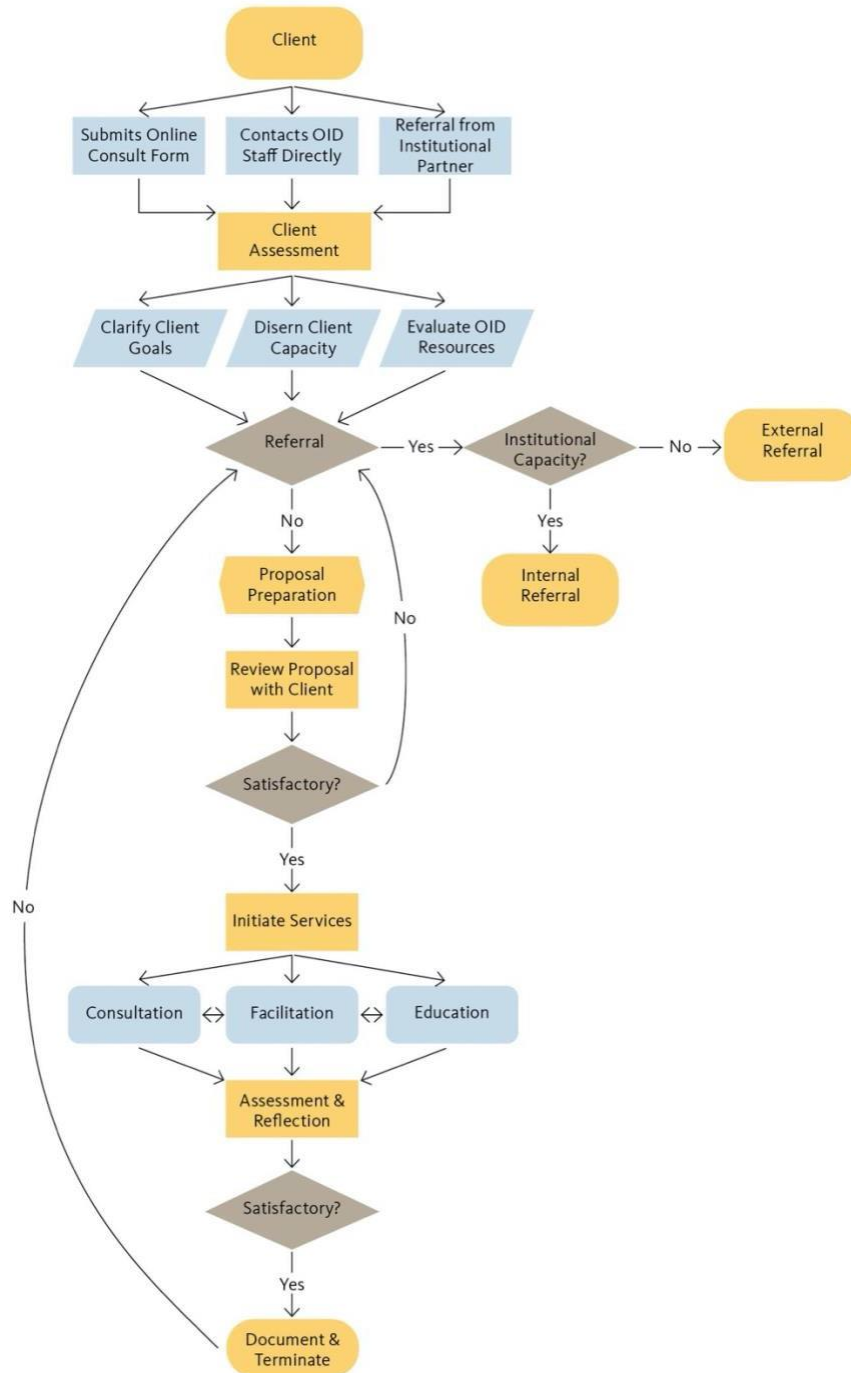 Client
Submits Online
Consult Form
Contacts OID
Staff Directly
Referral from
Institutional
Partner
Client
Assessment
Clarify Client
Goals
Disern Client
Capacity
Evaluate OID
Resources
Referral
Yes
Institutional
Capacity?
No
External
Referral
No
Yes
Proposal
Preparation
Internal
Referral
No
Review Proposal
with Client
Satisfactory?
Yes
No
Initiate Services
Consultation
Facilitation
Education
Assessment &
Reflection
Satisfactory?
Yes
Document &
Terminate